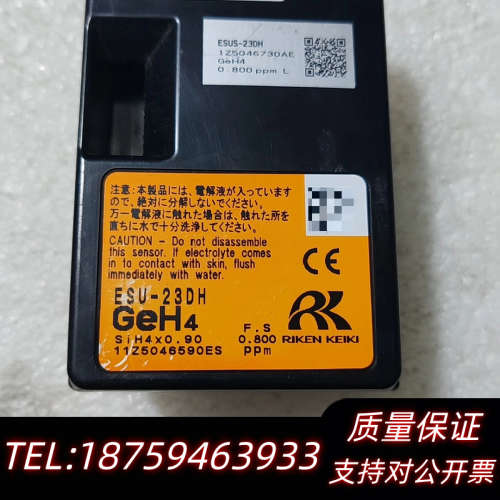 ESUS-23DH
1Z5046730AE
GeH4
0.800 ppm L
注意:本製品には、電解液が入っています
ので、絶対に分解しないでください。
万一電解液に触れた場合は、触れた所を
直ちに水で十分洗浄してください。
CAUTION - Do not disassemble
this sensor. If electrolyte comes
in to contact with skin, flush
immediately with water.
CE
ESU-23DH
GeH4
SiH4x0.90
11Z5046590ES
F.S
0.800
ppm
RIKEN KEIKI
TEL:18759463933
质量保证
支持对公开票